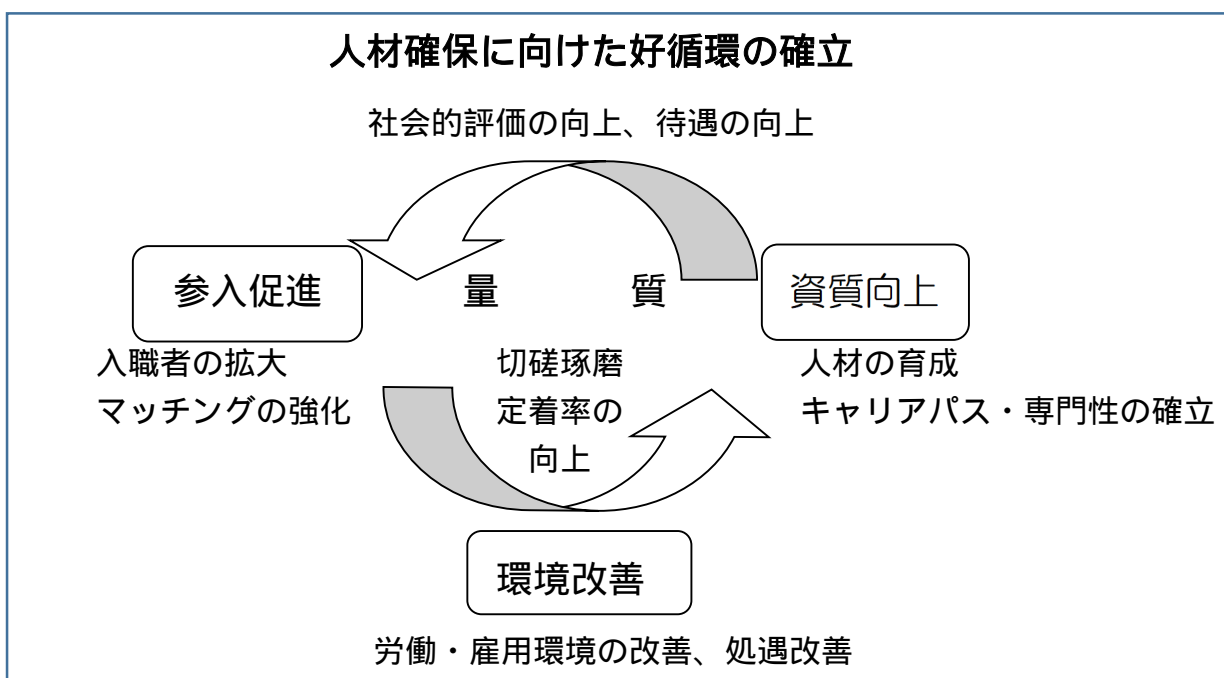 人材確保に向けた好循環の確立
社会的評価の向上、待遇の向上
参入促進
量
質
資質向上
入職者の拡大
マッチングの強化
切磋琢磨
定着率の
向上
人材の育成
キャリアパス・専門性の確立
環境改善
労働・雇用環境の改善、処遇改善